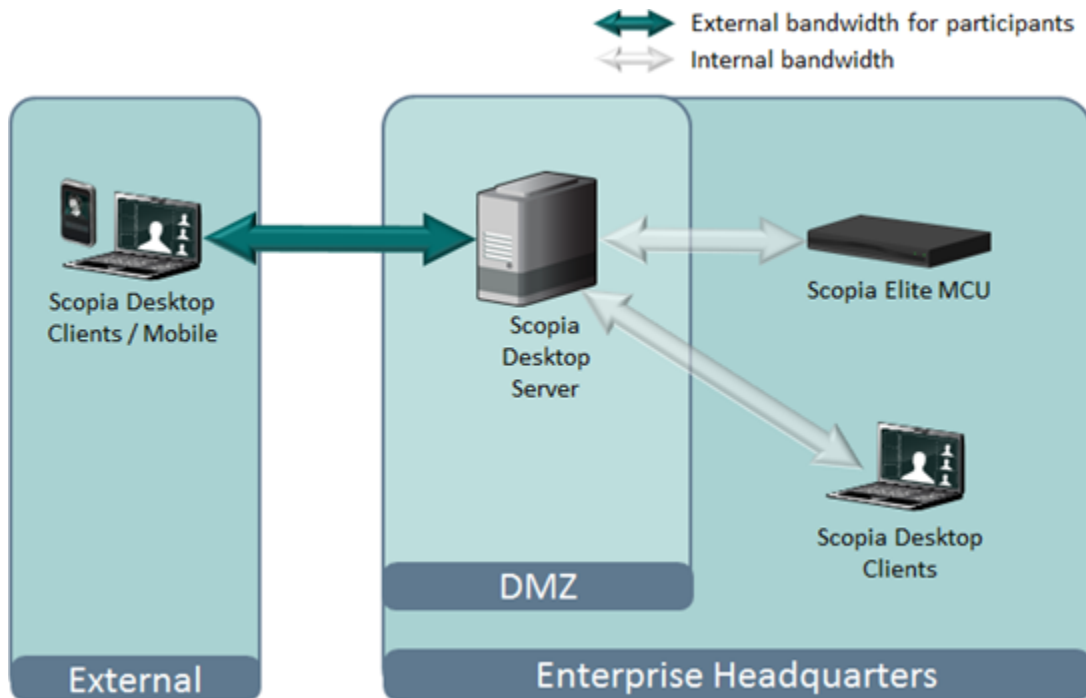 External bandwidth for participants
Internal bandwidth
Scopia Desktop
Clients / Mobile
Scopia
Desktop
Server
Scopia Elite MCU
Scopia Desktop
Clients
DMZ
External
Enterprise Headquarters